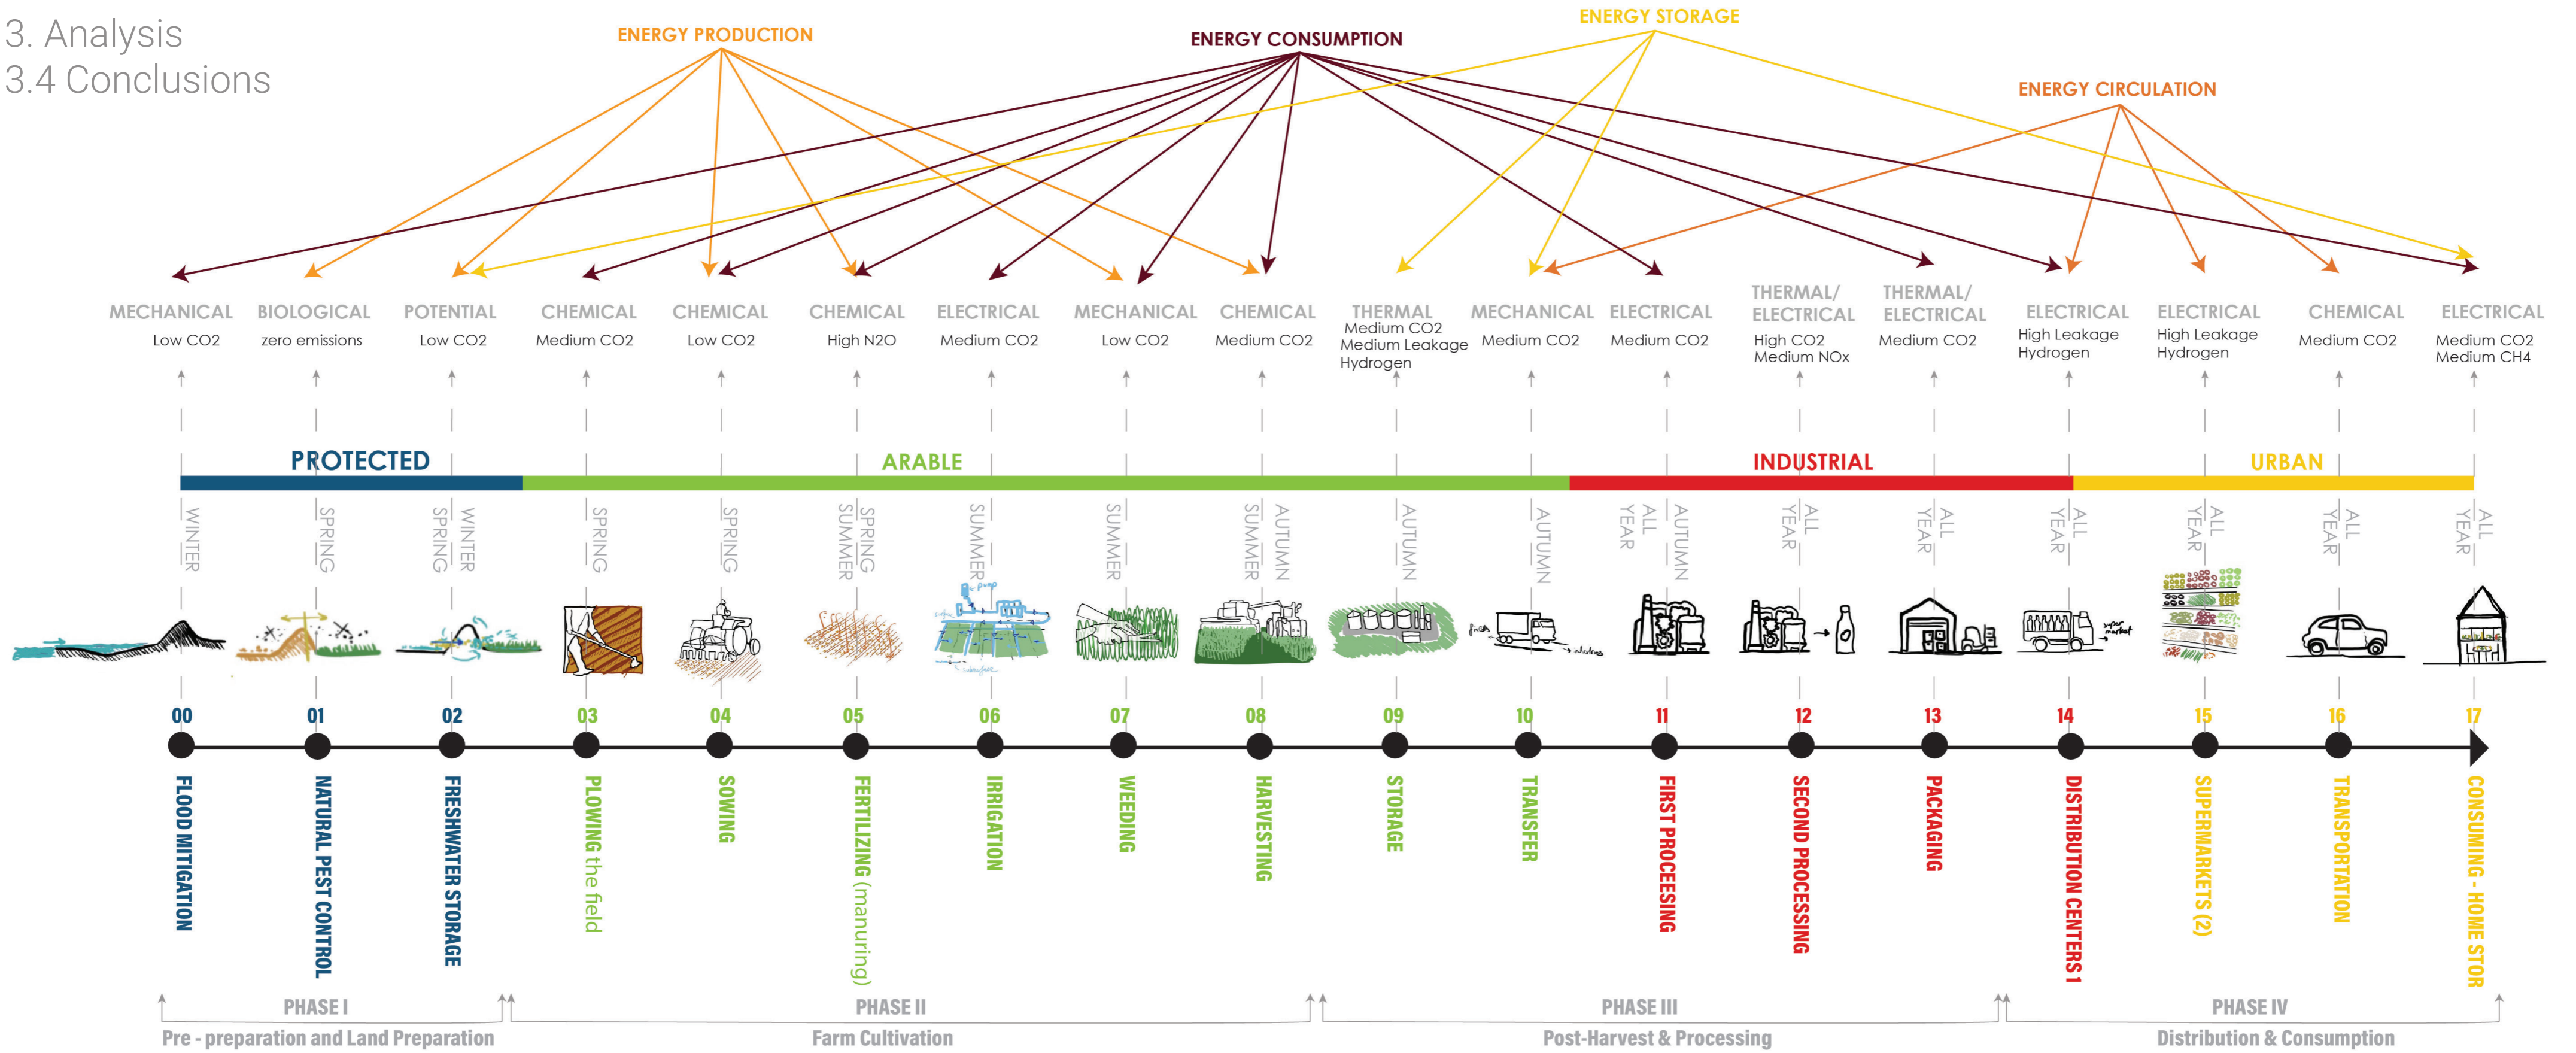 3. Analysis
3.4 Conclusions
ENERGY PRODUCTION
ENERGY CONSUMPTION
ENERGY STORAGE
ENERGY CIRCULATION
MECHANICAL
Low CO2
BIOLOGICAL
zero emissions
POTENTIAL
Low CO2
CHEMICAL
Medium CO2
CHEMICAL
Low CO2
CHEMICAL
High N2O
ELECTRICAL
Medium CO2
MECHANICAL
Low CO2
CHEMICAL
Medium CO2
THERMAL
Medium CO2
Medium Leakage
Hydrogen
MECHANICAL
Medium CO2
ELECTRICAL
Medium CO2
THERMAL/
ELECTRICAL
High CO2
Medium NOx
THERMAL/
ELECTRICAL
Medium CO2
ELECTRICAL
High Leakage
Hydrogen
ELECTRICAL
High Leakage
Hydrogen
CHEMICAL
Medium CO2
ELECTRICAL
Medium CO2
Medium CH4
PROTECTED
ARABLE
INDUSTRIAL
URBAN
WINTER
SPRING
WINTER
SPRING
SPRING
SPRING
SPRING
SUMMER
SUMMER
SUMMER
AUTUMN
SUMMER
AUTUMN
AUTUMN
AUTUMN
ALL
YEAR
ALL
YEAR
ALL
YEAR
ALL
YEAR
ALL
YEAR
ALL
YEAR
ALL
YEAR
pump
super
market
00
01
02
03
04
05
06
07
08
09
10
11
12
13
14
15
16
17
FLOOD MITIGATION
NATURAL PEST CONTROL
FRESHWATER STORAGE
PLOWING the field
SOWING
FERTILIZING (manuring)
IRRIGATION
WEEDING
HARVESTING
STORAGE
TRANSFER
FIRST PROCEESING
SECOND PROCESSING
PACKAGING
DISTRIBUTION CENTERS 1
SUPERMARKETS (2)
TRANSPORTATION
CONSUMING - HOME STOR
PHASE I
Pre - preparation and Land Preparation
PHASE II
Farm Cultivation
PHASE III
Post-Harvest & Processing
PHASE IV
Distribution & Consumption